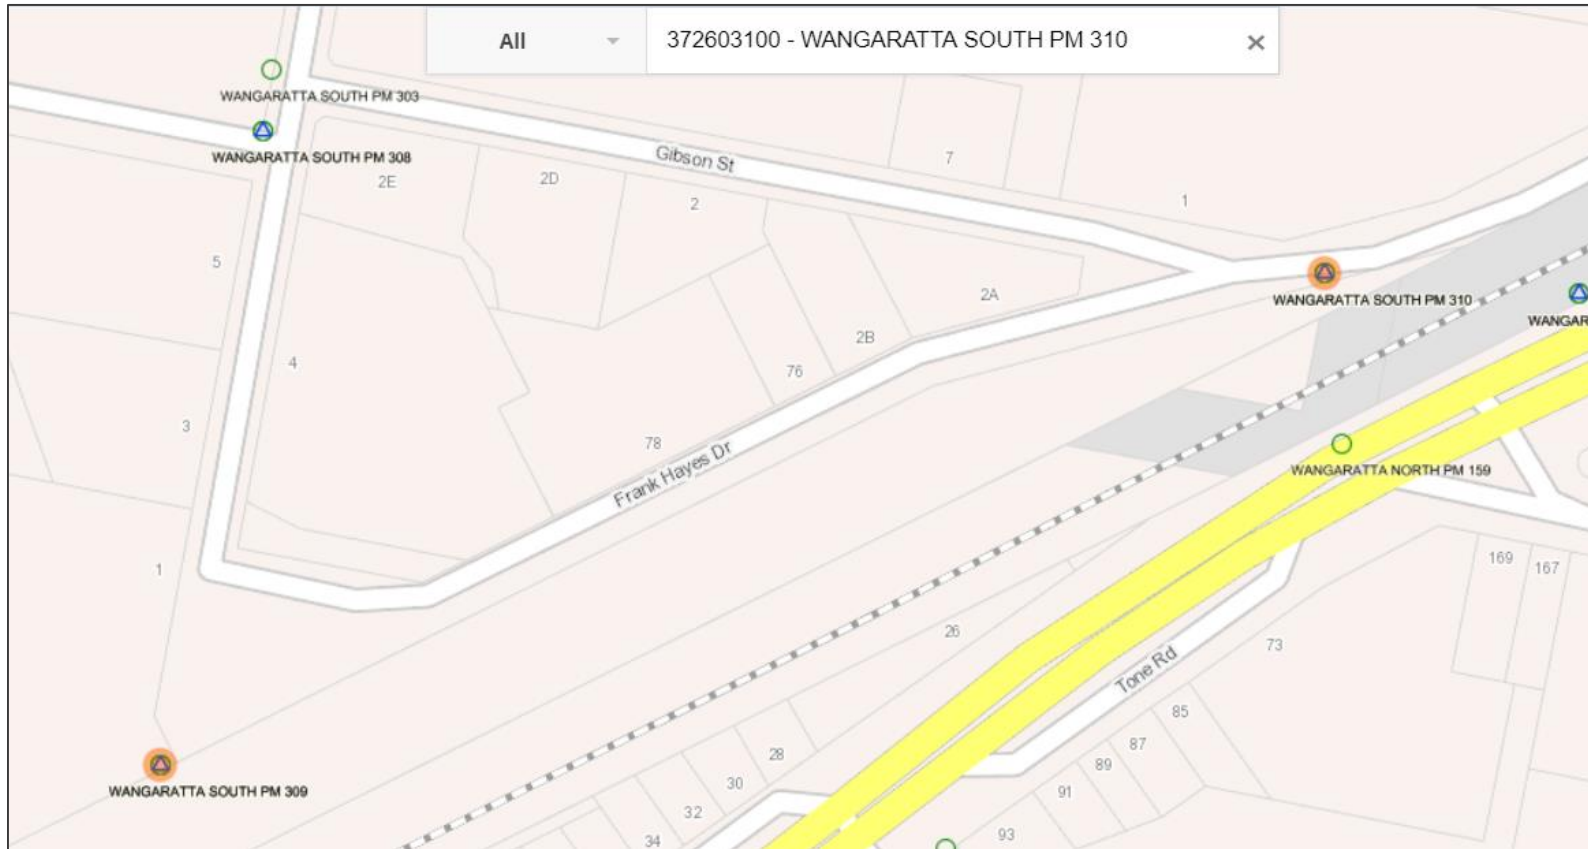 All
372603100 - WANGARATTA SOUTH PM 310
WANGARATTA SOUTH PM 303
WANGARATTA SOUTH PM 308
Gibson St
7
2E
2D
2
1
5
2A
WANGARATTA SOUTH PM 310
WANGAR
2B
4
76
3
78
Frank Hayes Dr
WANGARATTA NORTH PM 159
169
167
1
26
73
Tone Rd
85
87
28
89
30
91
WANGARATTA SOUTH PM 309
32
93
34